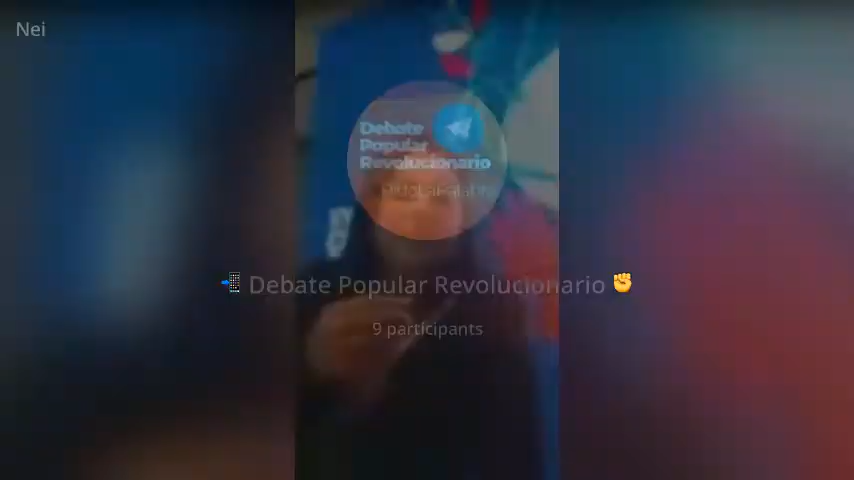 Nei
Debate
Popular
Revolucionario
📲 Debate Popular Revolucionario ✊
9 participants